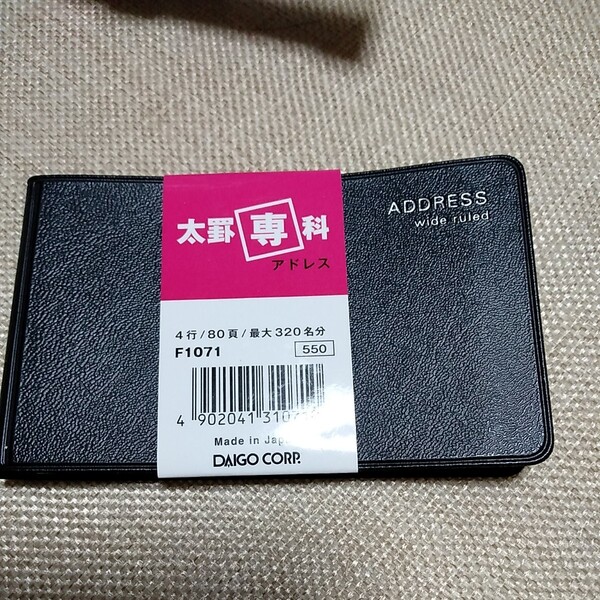 ADDRESS
wide ruled
太罫専科
アドレス
4行/80頁/最大320名分
F1071 550
4 902041 310
Made in Jap
DAIGO CORP.